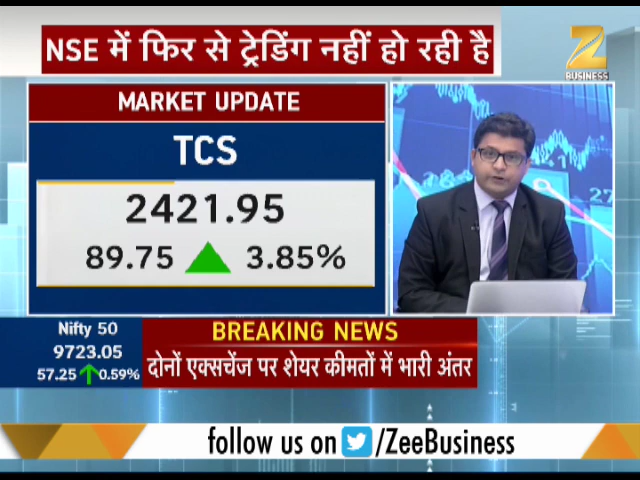 NSE में फिर से ट्रेडिंग नहीं हो रही है
Z
BUSINESS
MARKET UPDATE
TCS
2421.95
89.75 3.85%
Nifty 50
9723.05
57.25 0.59%
BREAKING NEWS
दोनों एक्सचेंज पर शेयर कीमतों में भारी अंतर
follow us on /ZeeBusiness